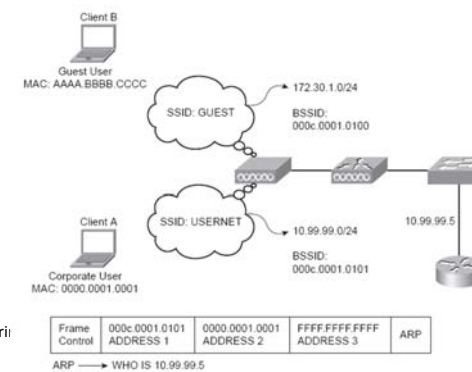 Client B
Guest User
MAC: AAAA.BBBB.CCCC
SSID: GUEST
172.30.1.0/24
BSSID:
000c.0001.0100
Client A
SSID: USERNET
10.99.99.0/24
BSSID:
000c.0001.0101
10.99.99.5
Corporate User
MAC: 0000.0001.0001
Frame Control
000c.0001.0101
ADDRESS 1
0000.0001.0001
ADDRESS 2
FFFF.FFFF.FFFF
ADDRESS 3
ARP
ARP → WHO IS 10.99.99.5